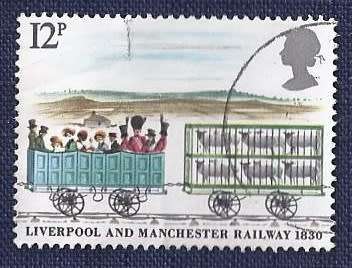 12P
LIVERPOOL AND MANCHESTER RAILWAY 1830